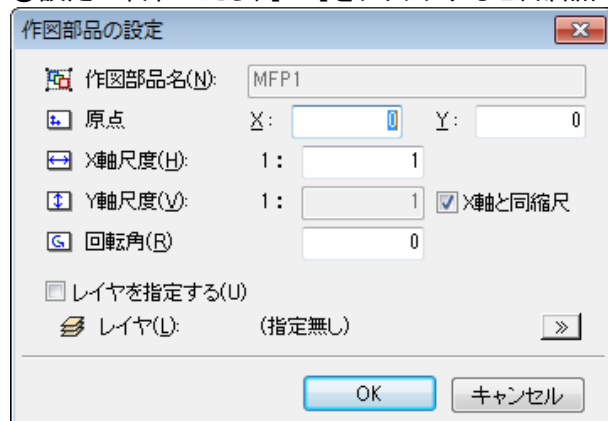 作図部品の設定
作図部品名(N): MFP1
原点 X: 0 Y: 0
X軸尺度(H): 1: 1
Y軸尺度(V): 1: 1 X軸と同縮尺
回転角(R) 0
レイヤを指定する(U)
レイヤ(L): (指定無し) »
OK キャンセル